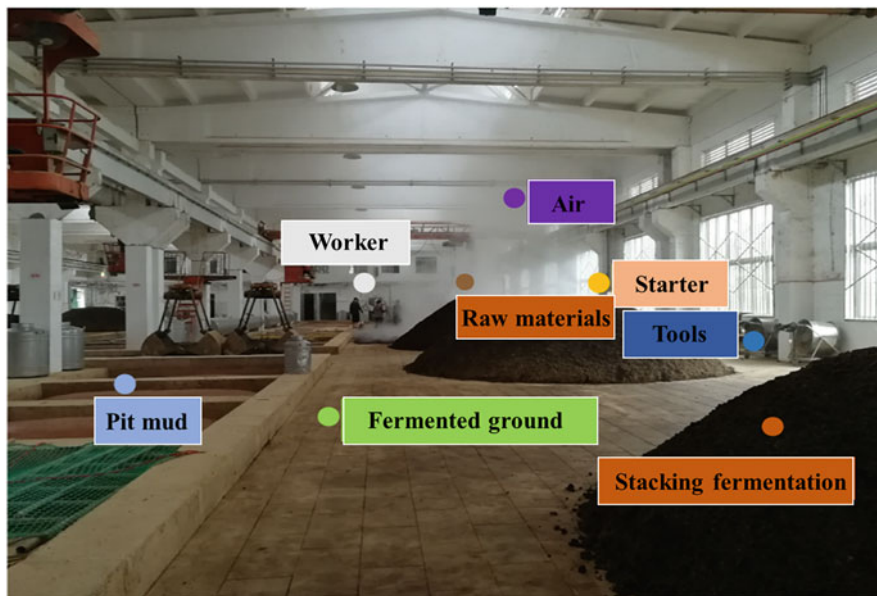 Air
Worker
Starter
Raw materials
Tools
Pit mud
Fermented ground
Stacking fermentation